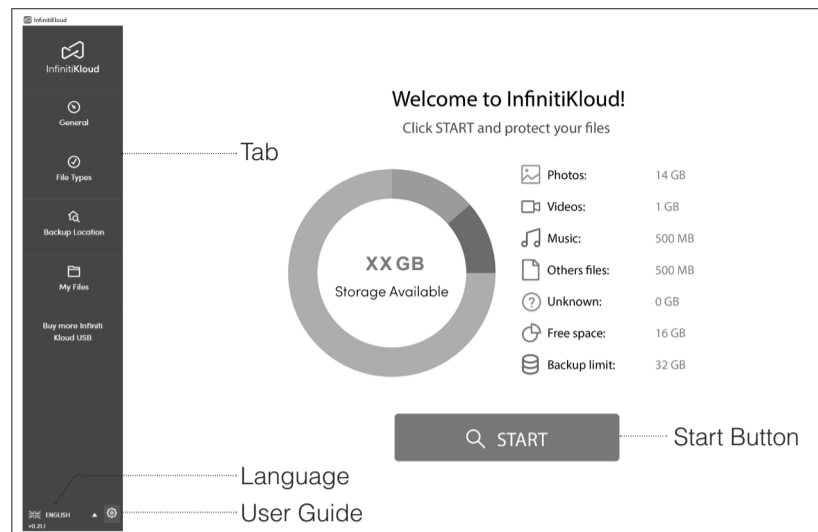 InfinitiKloud
InfinitiKloud
General
File Types
Backup Location
My Files
Buy more Infiniti
Kloud USB
ENGLISH
v0.21.1
Welcome to InfinitiKloud!
Click START and protect your files
XX GB
Storage Available
Photos: 14 GB
Videos: 1 GB
Music: 500 MB
Others files: 500 MB
Unknown: 0 GB
Free space: 16 GB
Backup limit: 32 GB
START
Tab
Start Button
Language
User Guide